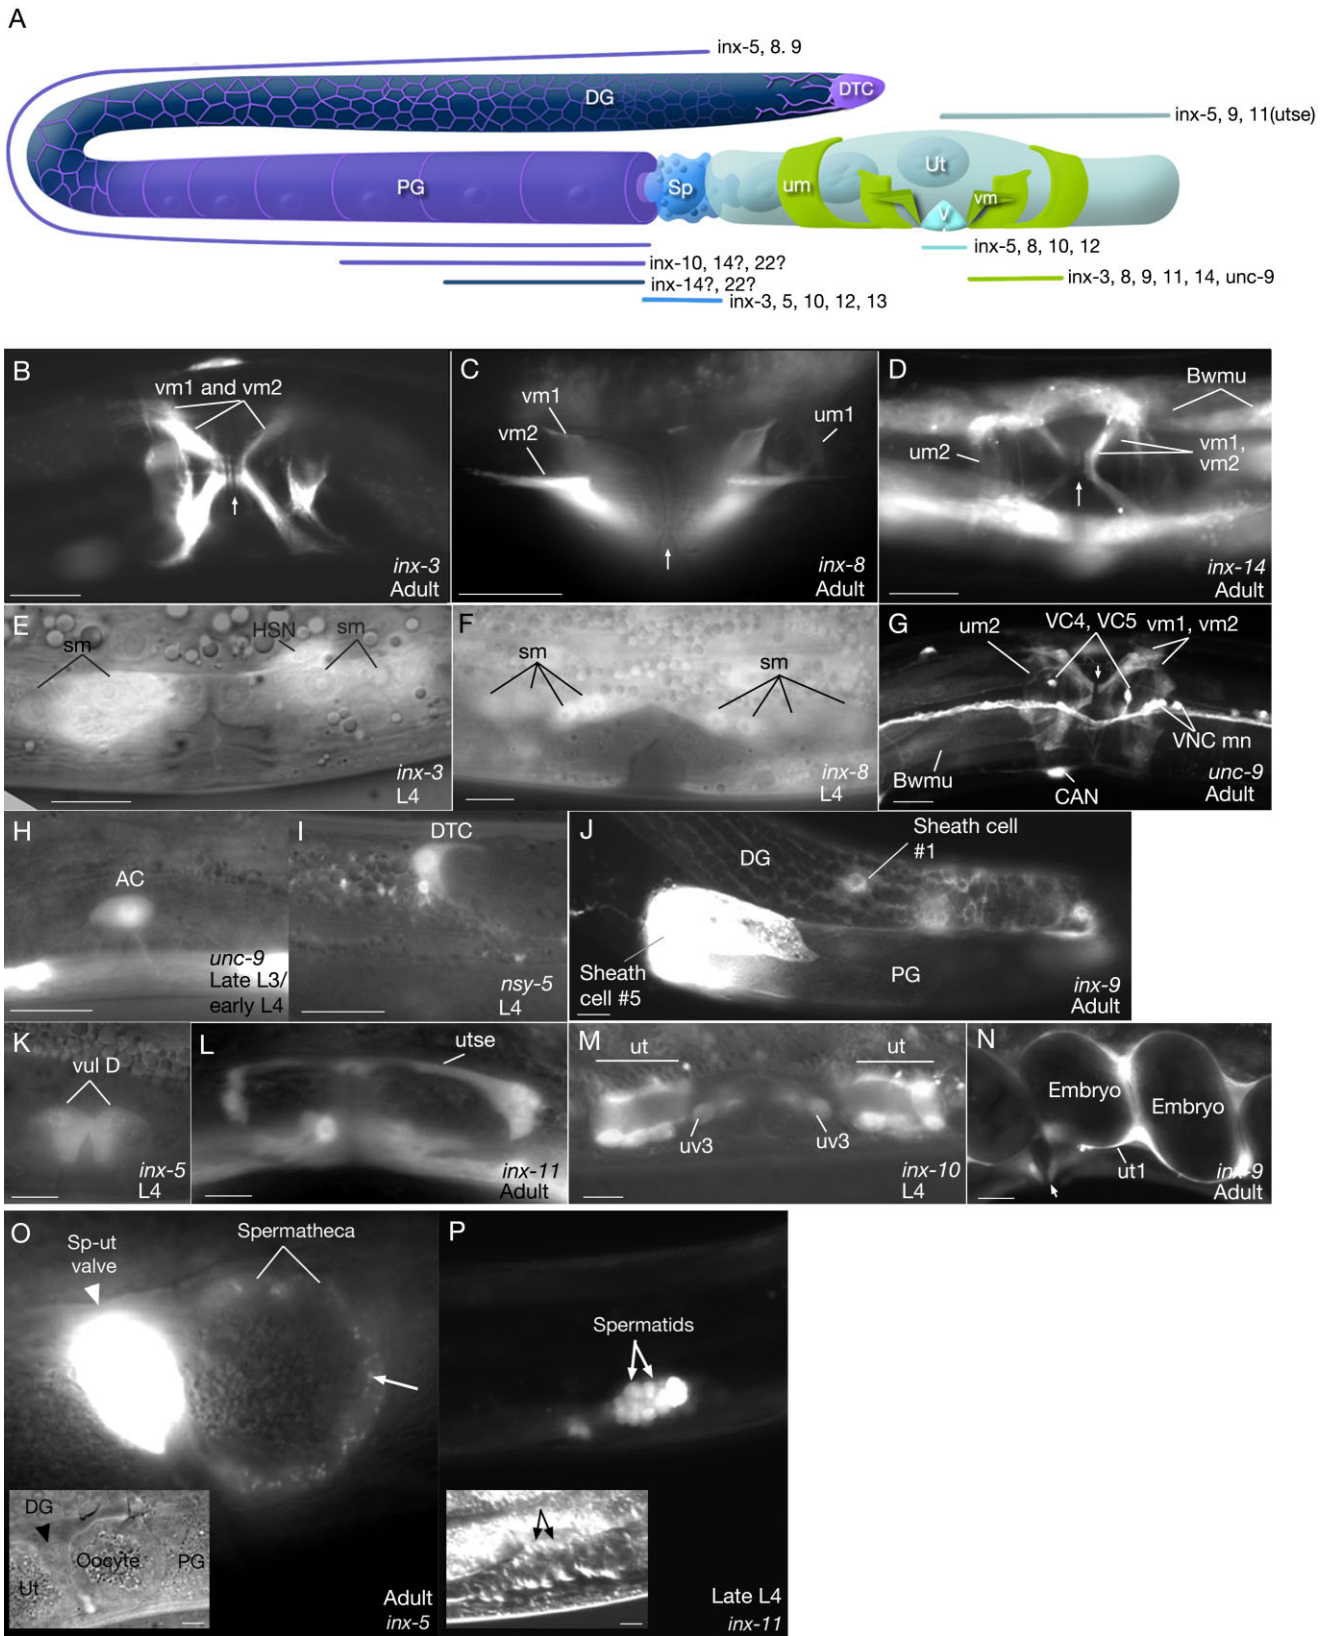 A
inx-5, 8. 9
DG
DTC
inx-5, 9, 11(utse)
PG
Sp
um
Ut
vm
V
inx-5, 8, 10, 12
inx-10, 14?, 22?
inx-14?, 22?
inx-3, 5, 10, 12, 13
inx-3, 8, 9, 11, 14, unc-9
B
vm1 and vm2
inx-3
Adult
C
vm1
vm2
um1
inx-8
Adult
D
Bwmu
um2
vm1,
vm2
inx-14
Adult
E
sm
HSN
sm
inx-3
L4
F
sm
sm
inx-8
L4
G
um2
VC4, VC5
vm1, vm2
VNC mn
Bwmu
CAN
unc-9
Adult
H
AC
unc-9
Late L3/
early L4
I
DTC
nsy-5
L4
J
DG
Sheath cell
#1
Sheath
cell #5
PG
inx-9
Adult
K
vul D
inx-5
L4
L
utse
inx-11
Adult
M
ut
ut
uv3
uv3
inx-10
L4
N
Embryo
Embryo
ut1
inx-9
Adult
O
Sp-ut
valve
Spermatheca
DG
Oocyte
PG
Ut
Adult
inx-5
P
Spermatids
Late L4
inx-11